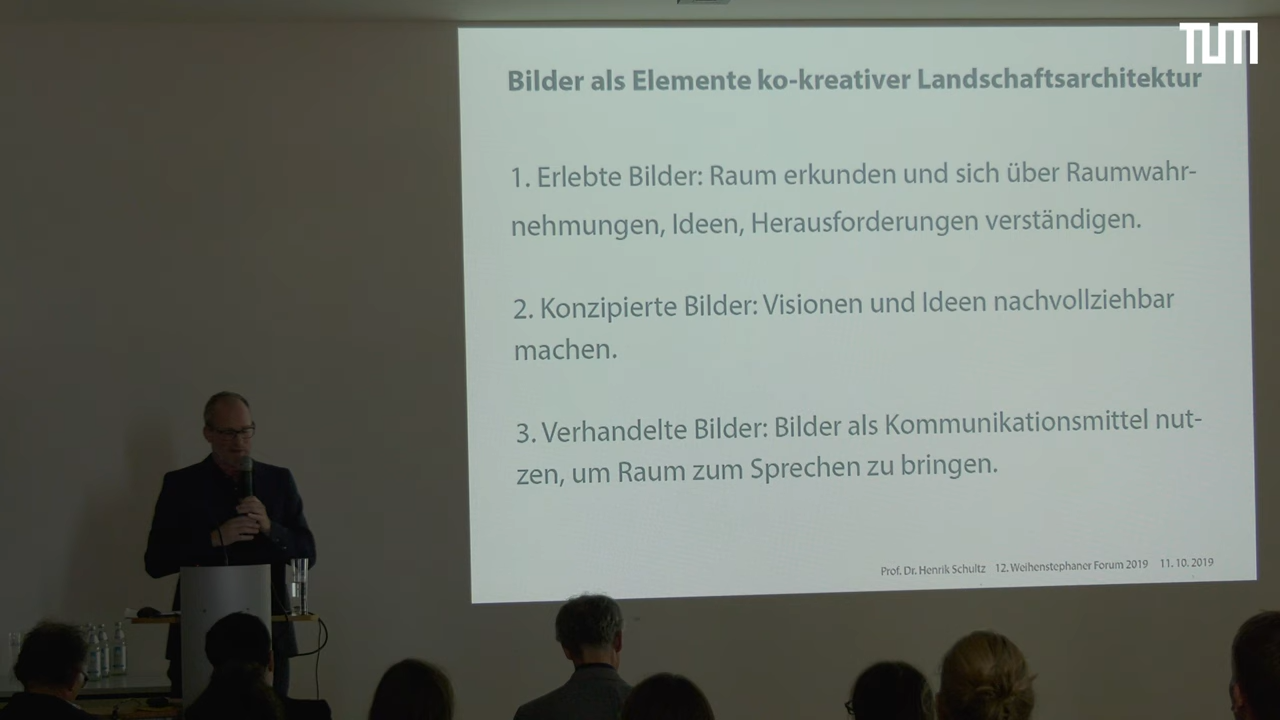 TUM
Bilder als Elemente ko-kreativer Landschaftsarchitektur
1. Erlebte Bilder: Raum erkunden und sich über Raumwahr-
nehmungen, Ideen, Herausforderungen verständigen.
2. Konzipierte Bilder: Visionen und Ideen nachvollziehbar
machen.
3. Verhandelte Bilder: Bilder als Kommunikationsmittel nut-
zen, um Raum zum Sprechen zu bringen.
Prof. Dr. Henrik Schultz 12. Weihenstephaner Forum 2019 11. 10. 2019